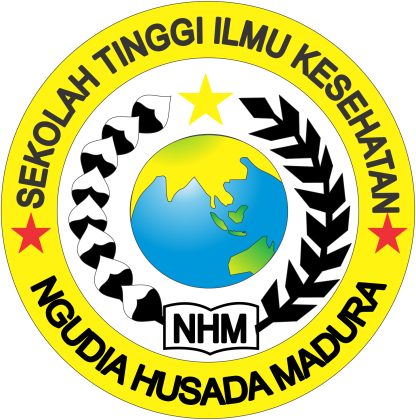 SEKOLAH TINGGI ILMU KESEHATAN
NHM
NGUDIA HUSADA MADURA